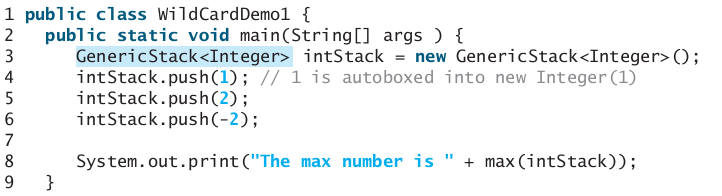 1 public class WildCardDemo1 {
2   public static void main(String[] args ) {
3     GenericStack<Integer> intStack = new GenericStack<Integer>();
4     intStack.push(1); // 1 is autoboxed into new Integer(1)
5     intStack.push(2);
6     intStack.push(-2);
7
8     System.out.print("The max number is " + max(intStack));
9   }